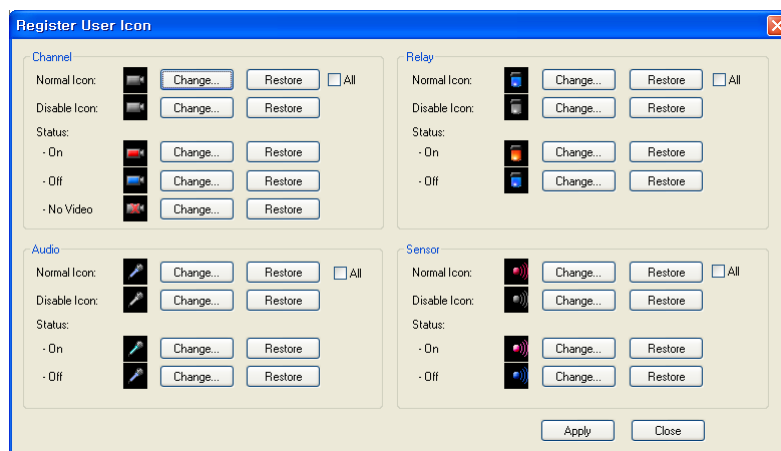 Register User Icon
Channel
Normal Icon: Change... Restore All
Disable Icon: Change... Restore
Status:
- On Change... Restore
- Off Change... Restore
- No Video Change... Restore
Relay
Normal Icon: Change... Restore All
Disable Icon: Change... Restore
Status:
- On Change... Restore
- Off Change... Restore
Audio
Normal Icon: Change... Restore All
Disable Icon: Change... Restore
Status:
- On Change... Restore
- Off Change... Restore
Sensor
Normal Icon: Change... Restore All
Disable Icon: Change... Restore
Status:
- On Change... Restore
- Off Change... Restore
Apply Close